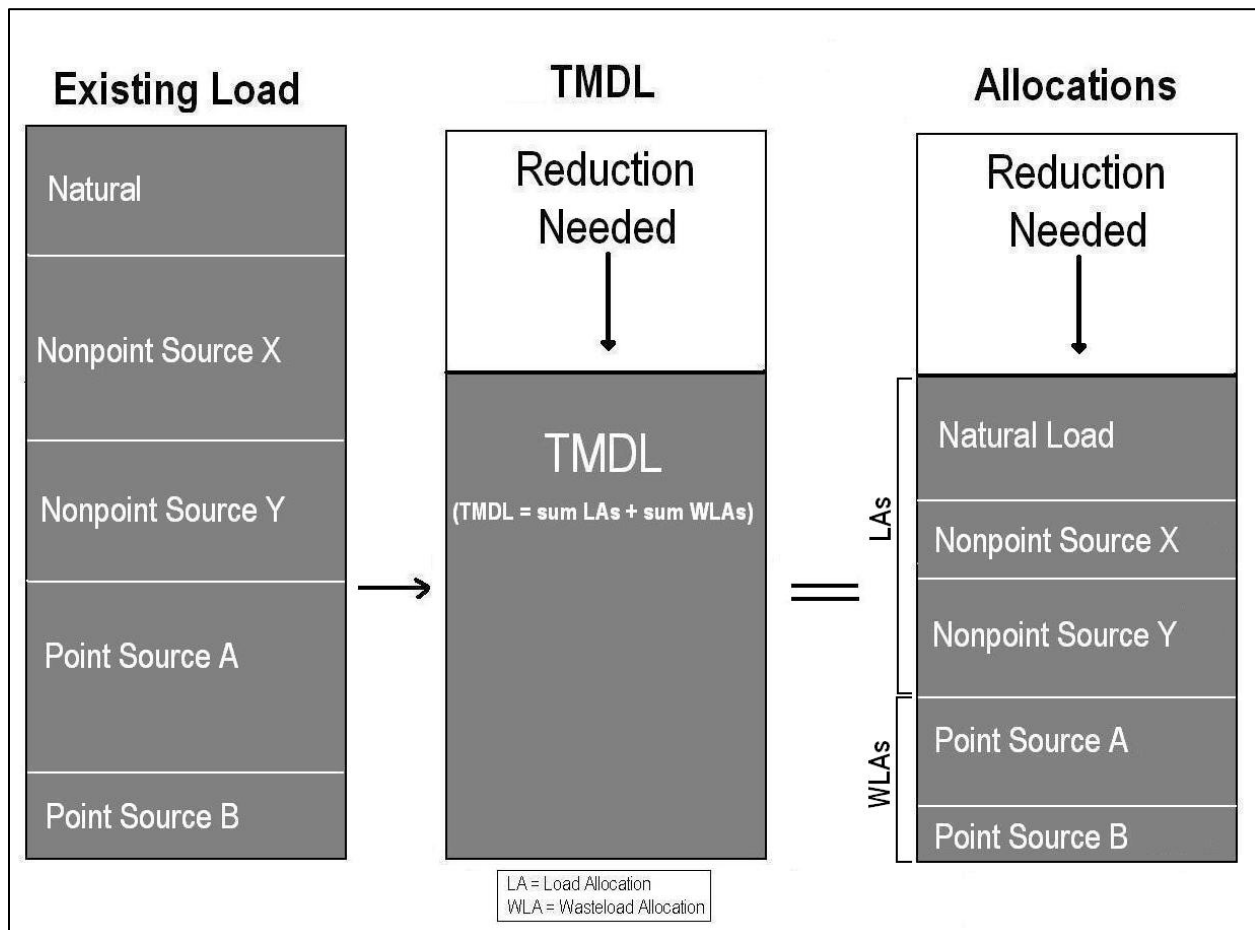 Existing Load
Natural
Nonpoint Source X
Nonpoint Source Y
Point Source A
Point Source B
TMDL
Reduction
Needed
TMDL
(TMDL = sum LAs + sum WLAs)
Allocations
Reduction
Needed
LAs
Natural Load
Nonpoint Source X
Nonpoint Source Y
WLAs
Point Source A
Point Source B
LA = Load Allocation
WLA = Wasteload Allocation